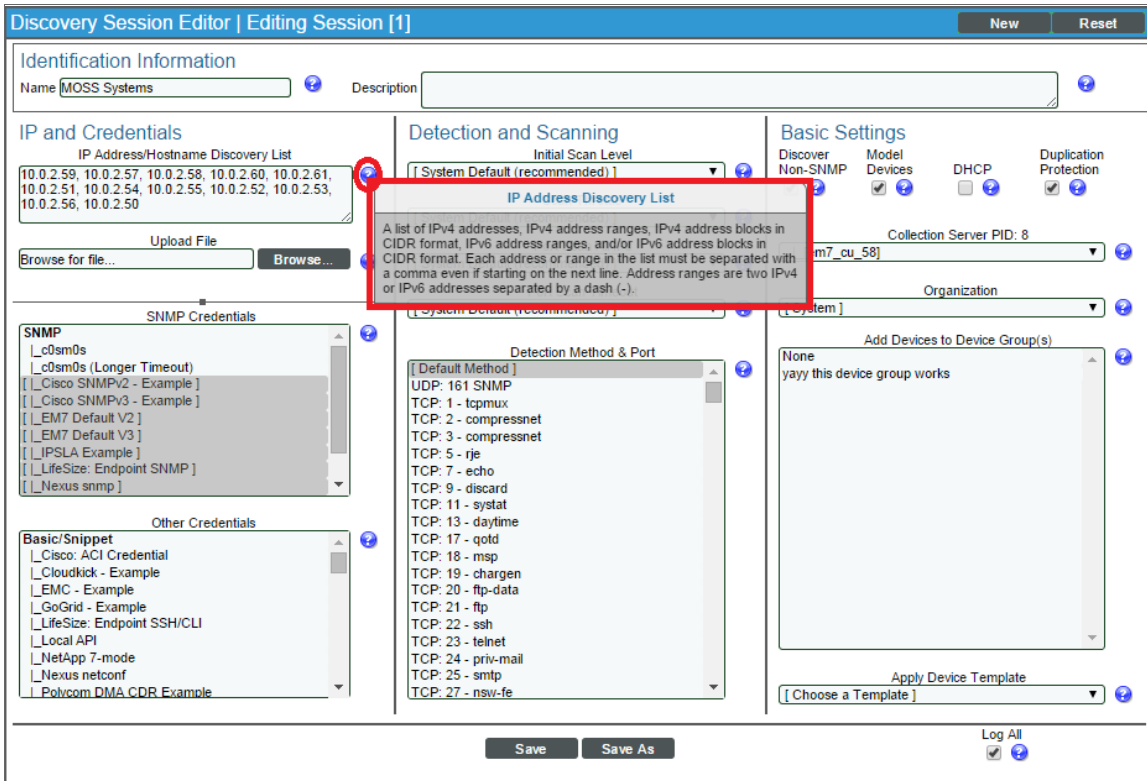 Discovery Session Editor | Editing Session [1]
New
Reset
Identification Information
Name MOSS Systems
Description
IP and Credentials
IP Address/Hostname Discovery List
10.0.2.59, 10.0.2.57, 10.0.2.58, 10.0.2.60, 10.0.2.61,
10.0.2.51, 10.0.2.54, 10.0.2.55, 10.0.2.52, 10.0.2.53,
10.0.2.56, 10.0.2.50
Upload File
Browse for file...
Browse...
SNMP Credentials
SNMP
|_c0sm0s
|_c0sm0s (Longer Timeout)
[ |_Cisco SNMPv2 - Example ]
[ |_Cisco SNMPv3 - Example ]
[ |_EM7 Default V2 ]
[ |_EM7 Default V3 ]
[ |_IPSLA Example ]
[ |_LifeSize: Endpoint SNMP ]
[ |_Nexus snmp ]
Other Credentials
Basic/Snippet
|_Cisco: ACI Credential
|_Cloudkick - Example
|_EMC - Example
|_GoGrid - Example
|_LifeSize: Endpoint SSH/CLI
|_Local API
|_NetApp 7-mode
|_Nexus netconf
|_Polycom DMA CDR Example
Detection and Scanning
Initial Scan Level
[ System Default (recommended) ]
IP Address Discovery List
A list of IPv4 addresses, IPv4 address ranges, IPv4 address blocks in
CIDR format, IPv6 address ranges, and/or IPv6 address blocks in
CIDR format. Each address or range in the list must be separated with
a comma even if starting on the next line. Address ranges are two IPv4
or IPv6 addresses separated by a dash (-).
[ System Default (recommended) ]
Detection Method & Port
[ Default Method ]
UDP: 161 SNMP
TCP: 1 - tcpmux
TCP: 2 - compressnet
TCP: 3 - compressnet
TCP: 5 - rje
TCP: 7 - echo
TCP: 9 - discard
TCP: 11 - systat
TCP: 13 - daytime
TCP: 17 - qotd
TCP: 18 - msp
TCP: 19 - chargen
TCP: 20 - ftp-data
TCP: 21 - ftp
TCP: 22 - ssh
TCP: 23 - telnet
TCP: 24 - priv-mail
TCP: 25 - smtp
TCP: 27 - nsw-fe
Basic Settings
Discover Non-SNMP
Model Devices
DHCP
Duplication Protection
Collection Server PID: 8
em7_cu_58]
Organization
[ System ]
Add Devices to Device Group(s)
None
yayy this device group works
Apply Device Template
[ Choose a Template ]
Save
Save As
Log All